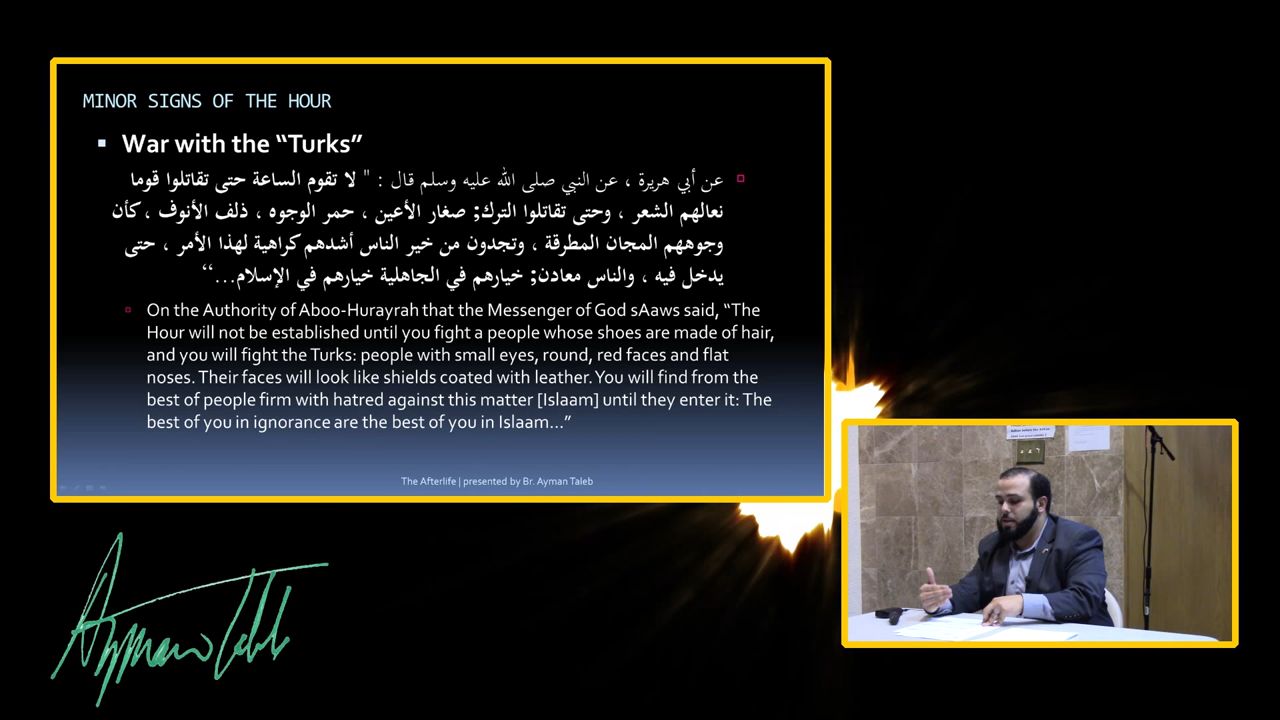 MINOR SIGNS OF THE HOUR
War with the “Turks”
عن أبي هريرة ، عن النبي صلى الله عليه وسلم قال : " لا تقوم الساعة حتى تقاتلوا قوما
نعالهم الشعر ، وحتى تقاتلوا الترك; صغار الأعين ، حمر الوجوه ، ذلف الأنوف ، كأن
وجوههم المجان المطرقة ، وتجدون من خير الناس أشدهم كراهية لهذا الأمر ، حتى
يدخل فيه ، والناس معادن; خيارهم في الجاهلية خيارهم في الإسلام...“
On the Authority of Aboo-Hurayrah that the Messenger of God sAaws said, “The
Hour will not be established until you fight a people whose shoes are made of hair,
and you will fight the Turks: people with small eyes, round, red faces and flat
noses. Their faces will look like shields coated with leather. You will find from the
best of people firm with hatred against this matter [Islaam] until they enter it: The
best of you in ignorance are the best of you in Islaam...”
The Afterlife | presented by Br. Ayman Taleb
Ayman Taleb